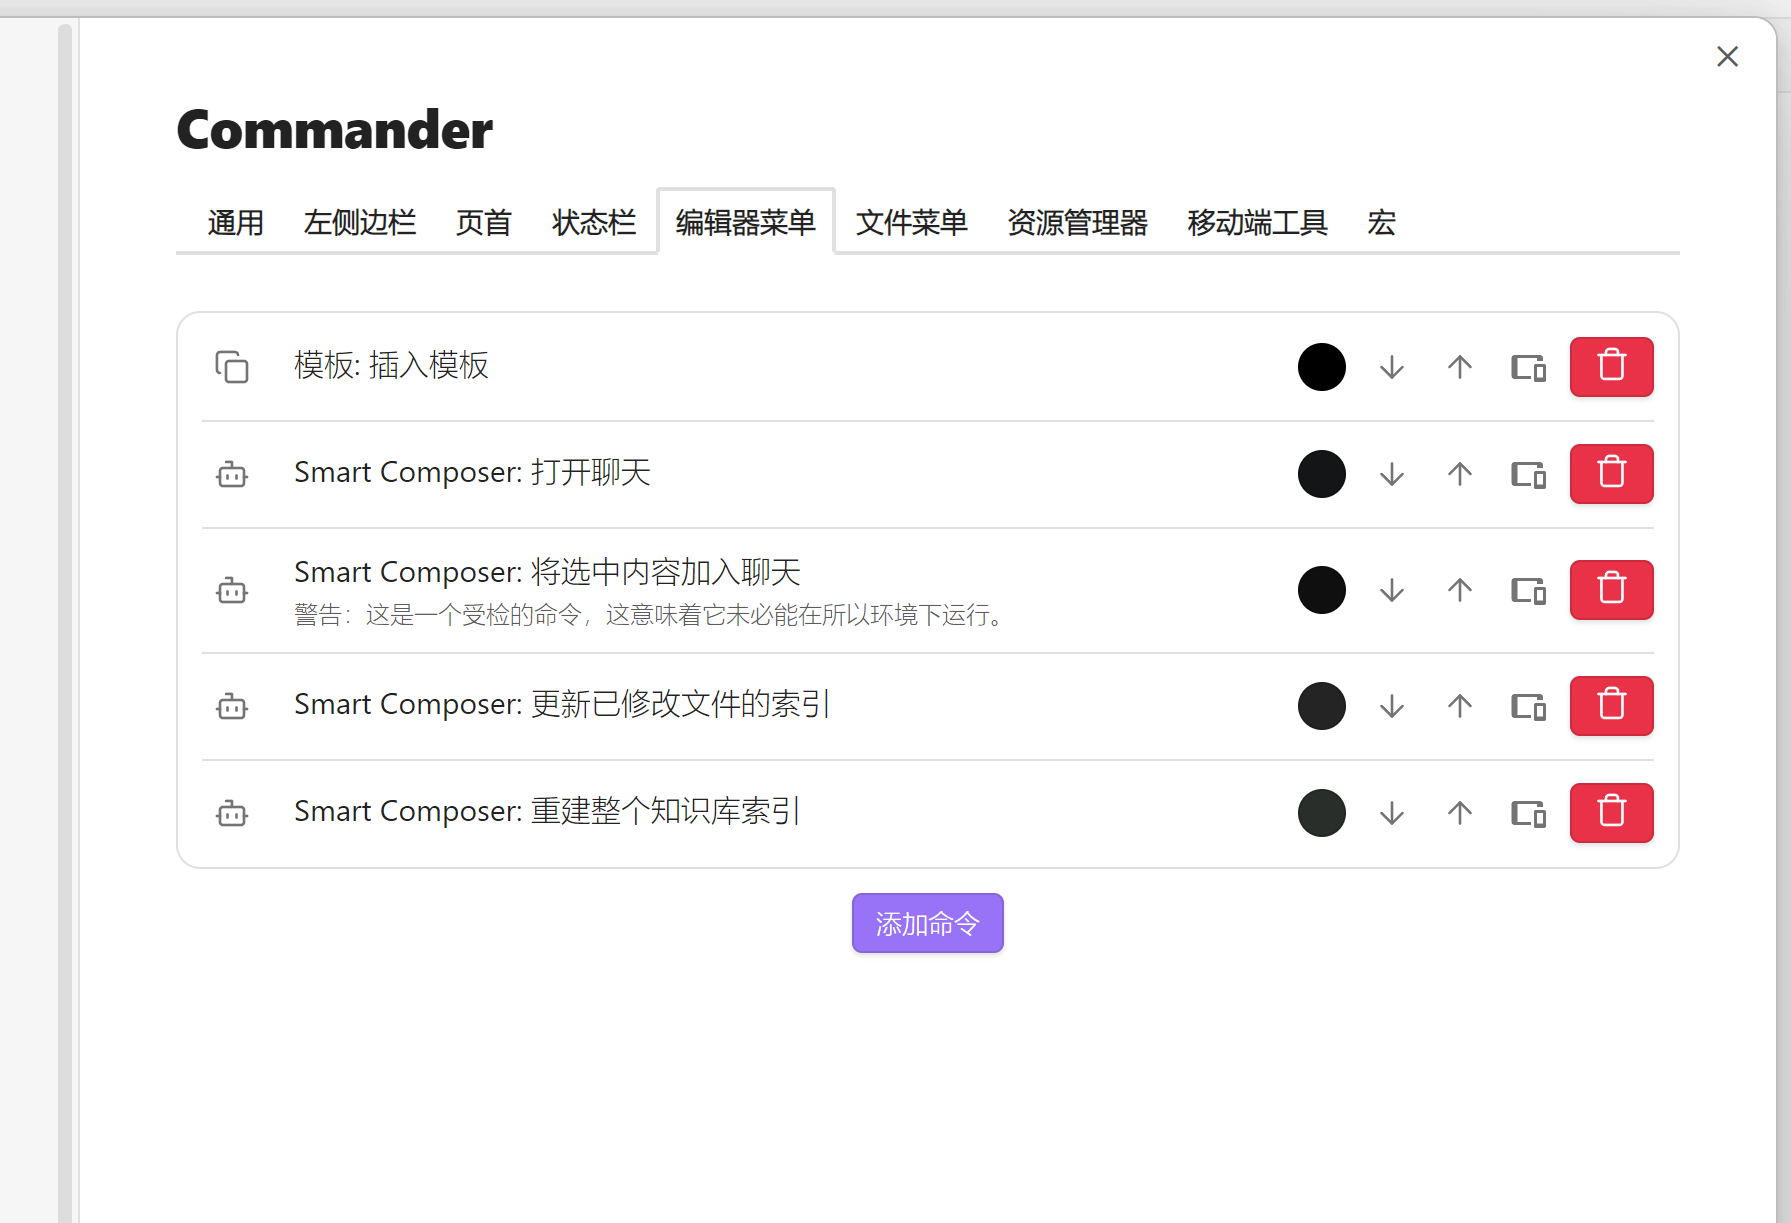 Commander
通用 左侧边栏 页首 状态栏 编辑器菜单 文件菜单 资源管理器 移动端工具 宏
模板: 插入模板
Smart Composer: 打开聊天
Smart Composer: 将选中内容加入聊天
警告：这是一个受检的命令，这意味着它未必能在所以环境下运行。
Smart Composer: 更新已修改文件的索引
Smart Composer: 重建整个知识库索引
添加命令